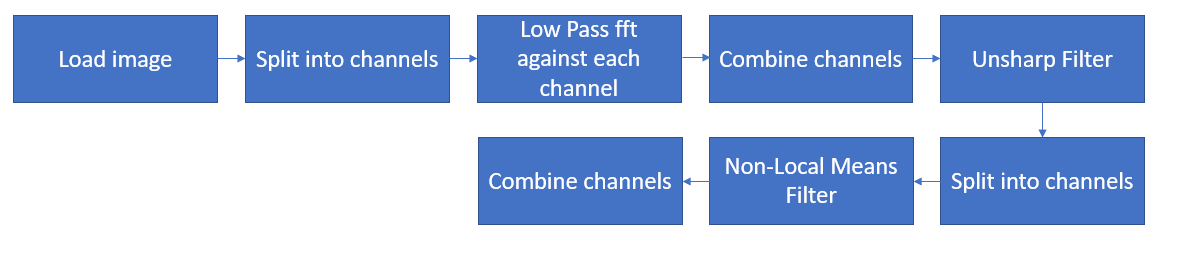 Load image
Split into channels
Low Pass fft
against each
channel
Combine channels
Unsharp Filter
Split into channels
Non-Local Means
Filter
Combine channels